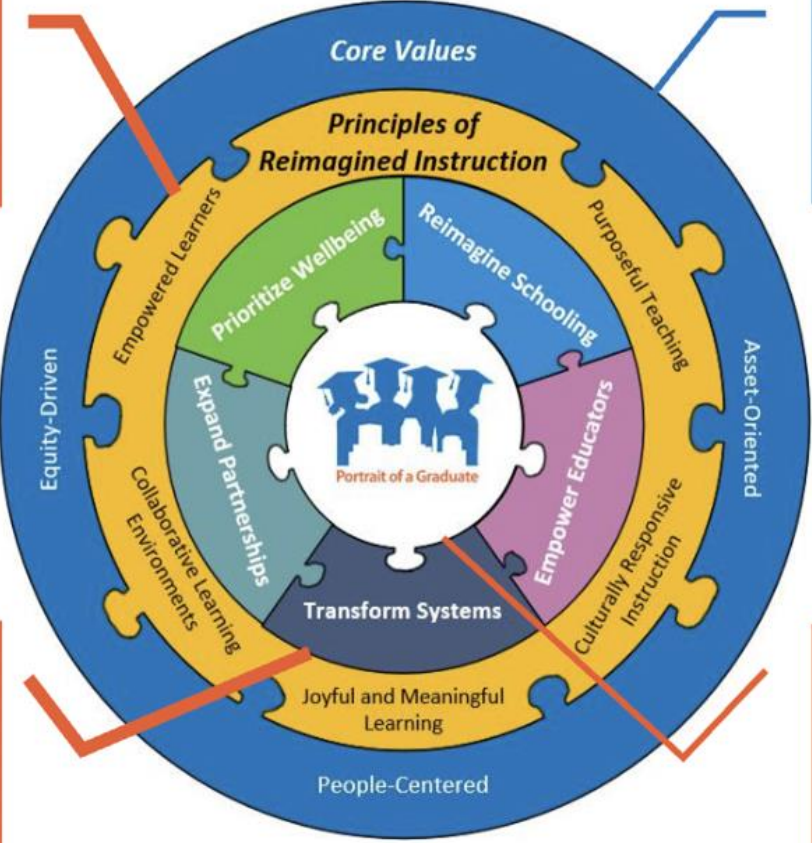 Core Values
Principles of
Reimagined Instruction
Empowered Learners
Purposeful Teaching
Prioritize Wellbeing
Reimagine Schooling
Equity-Driven
Asset-Oriented
Expand Partnerships
Portrait of a Graduate
Empower Educators
Collaborative Learning
Environments
Culturally Responsive
Instruction
Transform Systems
Joyful and Meaningful
Learning
People-Centered